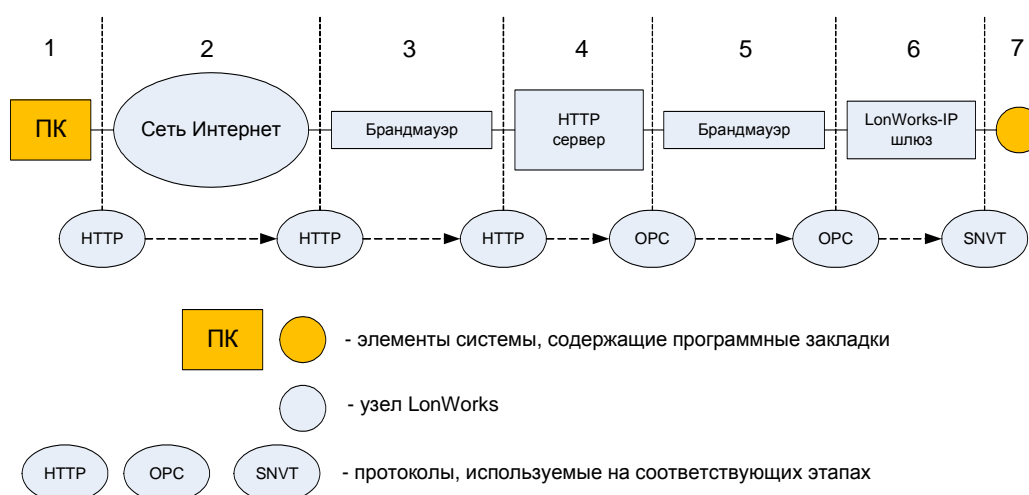 1 2 3 4 5 6 7
ПК
Сеть Интернет
Брандмауэр
HTTP
сервер
Брандмауэр
LonWorks-IP
шлюз
HTTP HTTP HTTP OPC OPC SNVT
ПК - элементы системы, содержащие программные закладки
- узел LonWorks
HTTP OPC SNVT - протоколы, используемые на соответствующих этапах